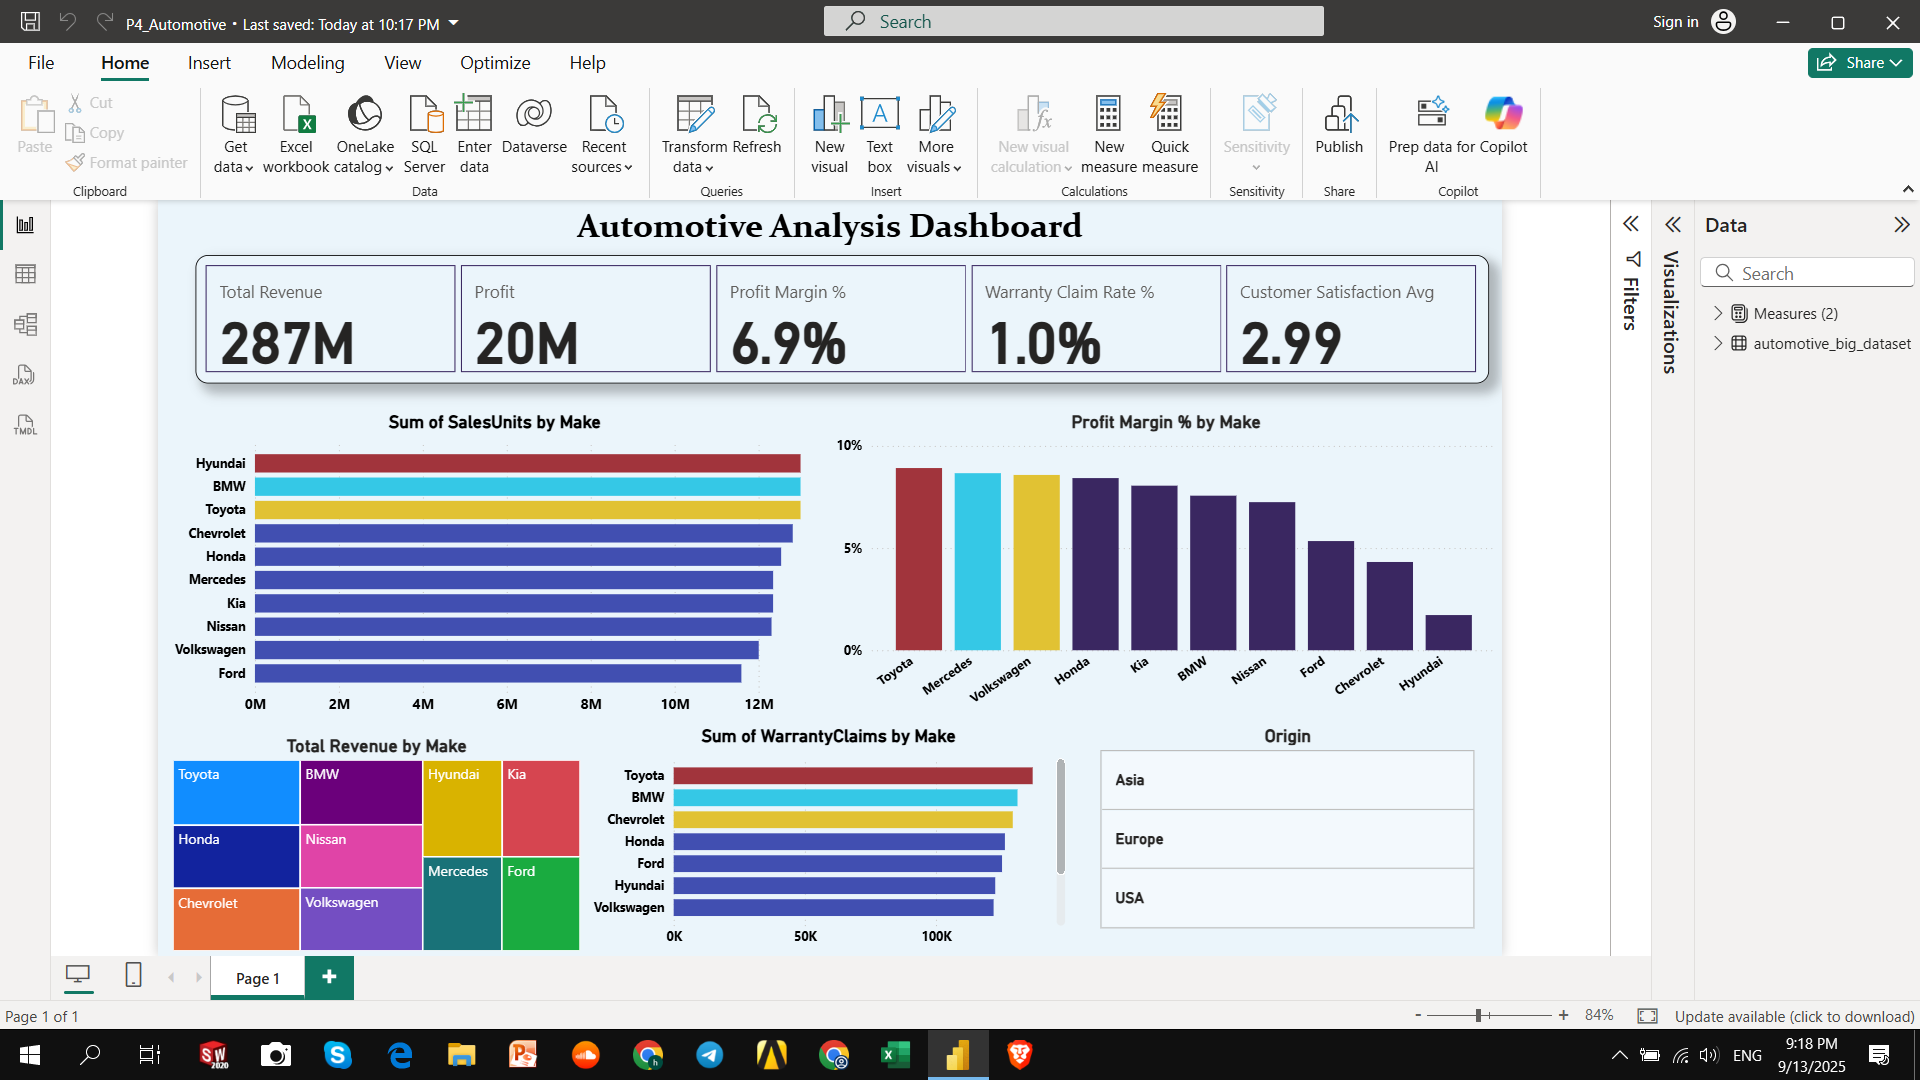 P4_Automotive • Last saved: Today at 10:17 PM
Search
Sign in
File
Home
Insert
Modeling
View
Optimize
Help
Share
Paste
Cut
Copy
Format painter
Clipboard
Get data
Excel workbook
OneLake catalog
SQL Server
Enter data
Dataverse
Recent sources
Data
Transform data
Refresh
Queries
New visual
Text box
More visuals
Insert
New visual calculation
New measure
Quick measure
Calculations
Sensitivity
Sensitivity
Publish
Share
Prep data for AI
Copilot
Copilot
DAX
TMDL
Automotive Analysis Dashboard
Total Revenue
287M
Profit
20M
Profit Margin %
6.9%
Warranty Claim Rate %
1.0%
Customer Satisfaction Avg
2.99
Sum of SalesUnits by Make
Hyundai
BMW
Toyota
Chevrolet
Honda
Mercedes
Kia
Nissan
Volkswagen
Ford
0M 2M 4M 6M 8M 10M 12M
Profit Margin % by Make
10%
5%
0%
Toyota Mercedes Volkswagen Honda Kia BMW Nissan Ford Chevrolet Hyundai
Total Revenue by Make
Toyota
BMW
Hyundai
Kia
Honda
Nissan
Mercedes
Ford
Chevrolet
Volkswagen
Sum of WarrantyClaims by Make
Toyota
BMW
Chevrolet
Honda
Ford
Hyundai
Volkswagen
0K 50K 100K
Origin
Asia
Europe
USA
Filters
Visualizations
Data
Search
Measures (2)
automotive_big_dataset
Page 1
Page 1 of 1
84%
Update available (click to download)
SW 2020
ENG
9:18 PM
9/13/2025